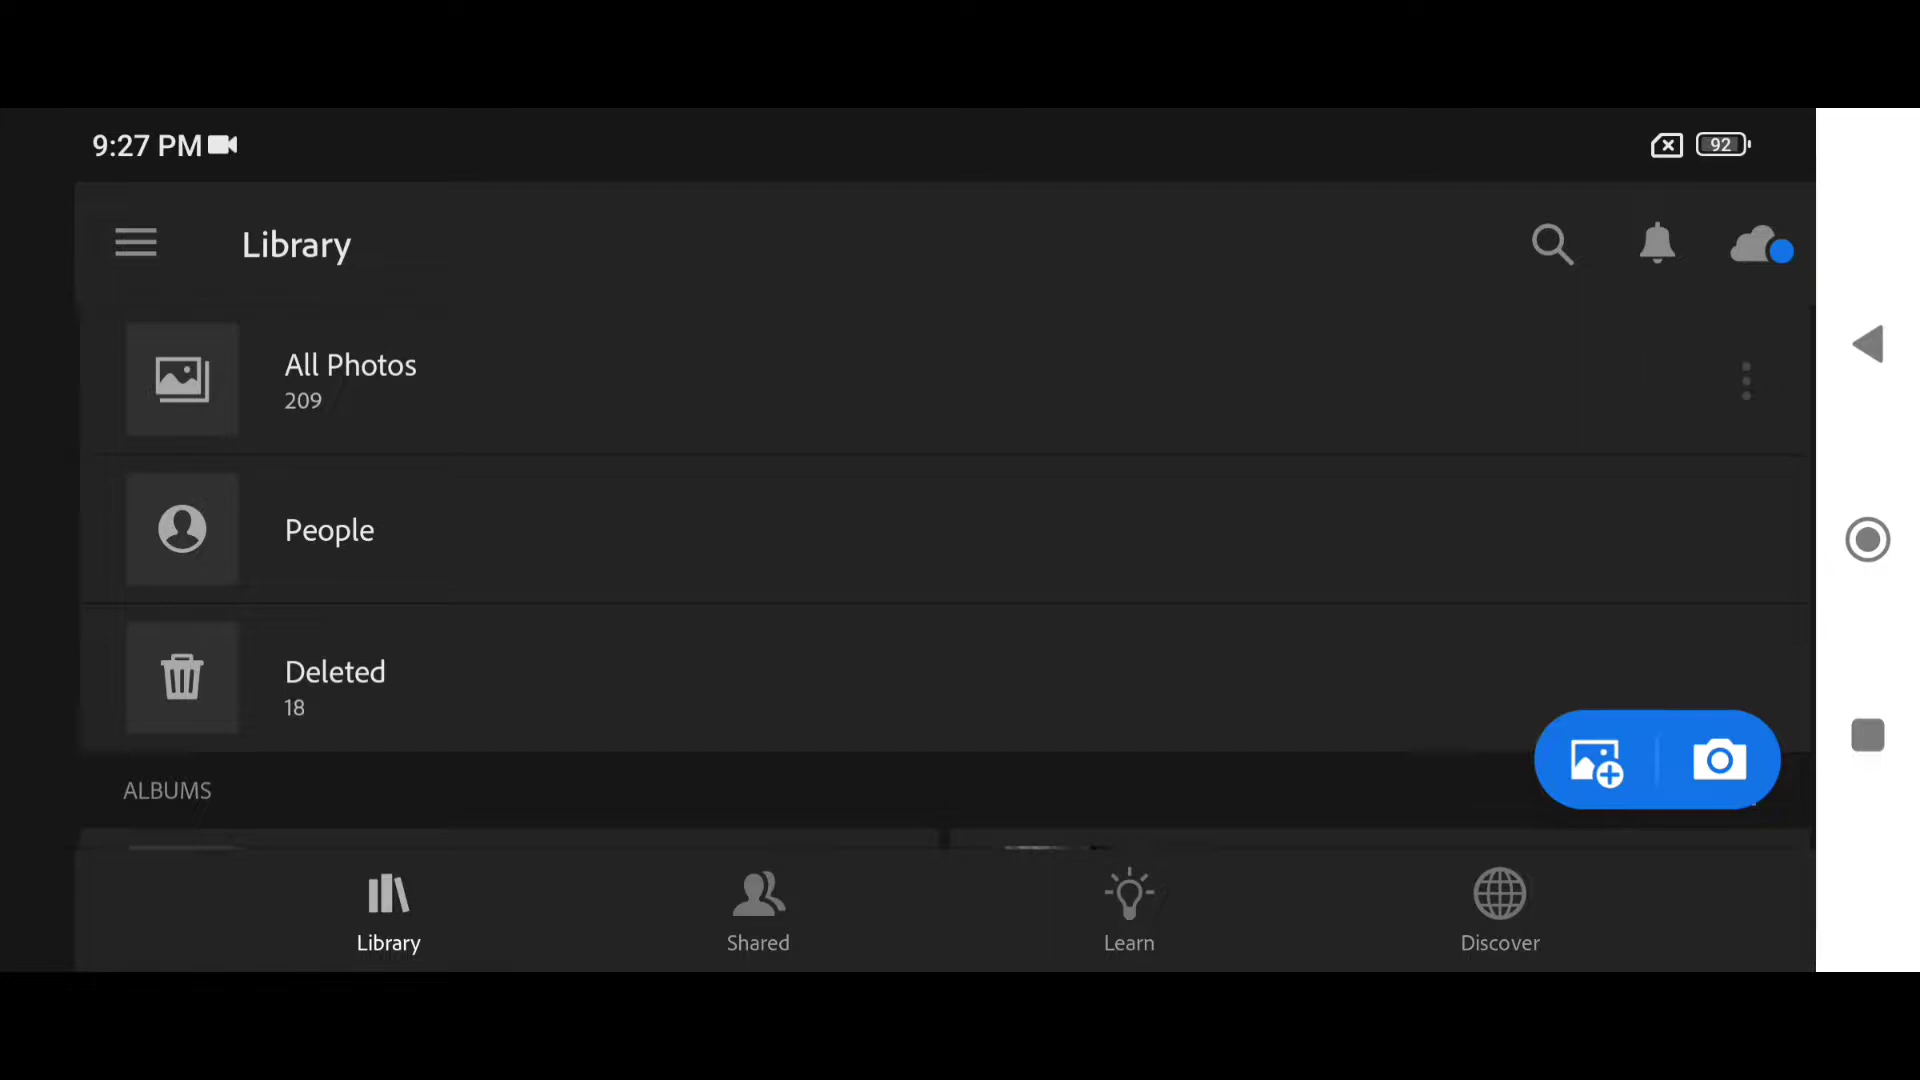 9:27 PM
92
Library
All Photos
209
People
Deleted
18
ALBUMS
Library
Shared
Learn
Discover